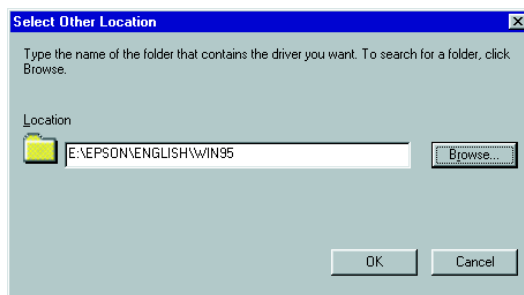 Select Other Location
Type the name of the folder that contains the driver you want. To search for a folder, click
Browse.
Location
E:\EPSON\ENGLISH\WIN95
Browse...
OK
Cancel